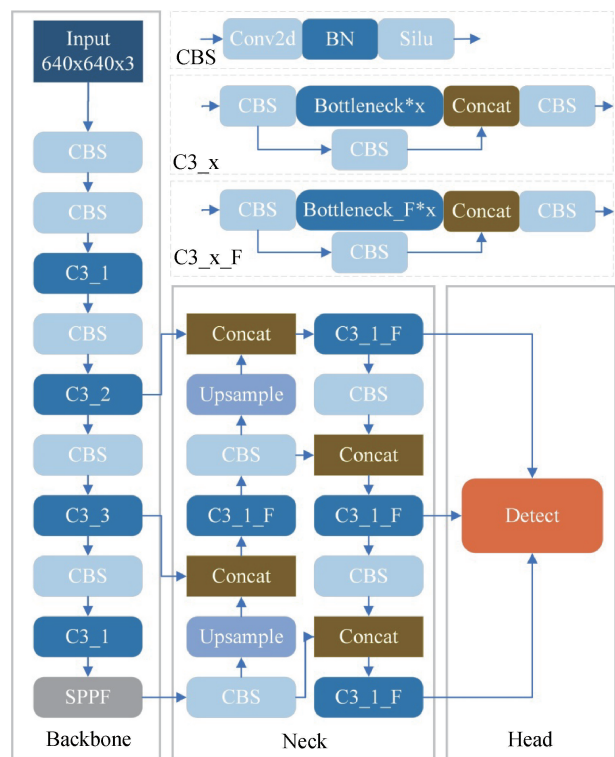 Input
640x640x3
CBS
CBS
C3_1
CBS
C3_2
CBS
C3_3
CBS
C3_1
SPPF
Backbone
Conv2d BN Silu
CBS
CBS Bottleneck*x Concat CBS
CBS
C3_x
CBS Bottleneck_F*x Concat CBS
CBS
C3_x_F
Concat C3_1_F
Upsample CBS
CBS Concat
C3_1_F C3_1_F
Concat CBS
Upsample Concat
CBS C3_1_F
Neck
Detect
Head